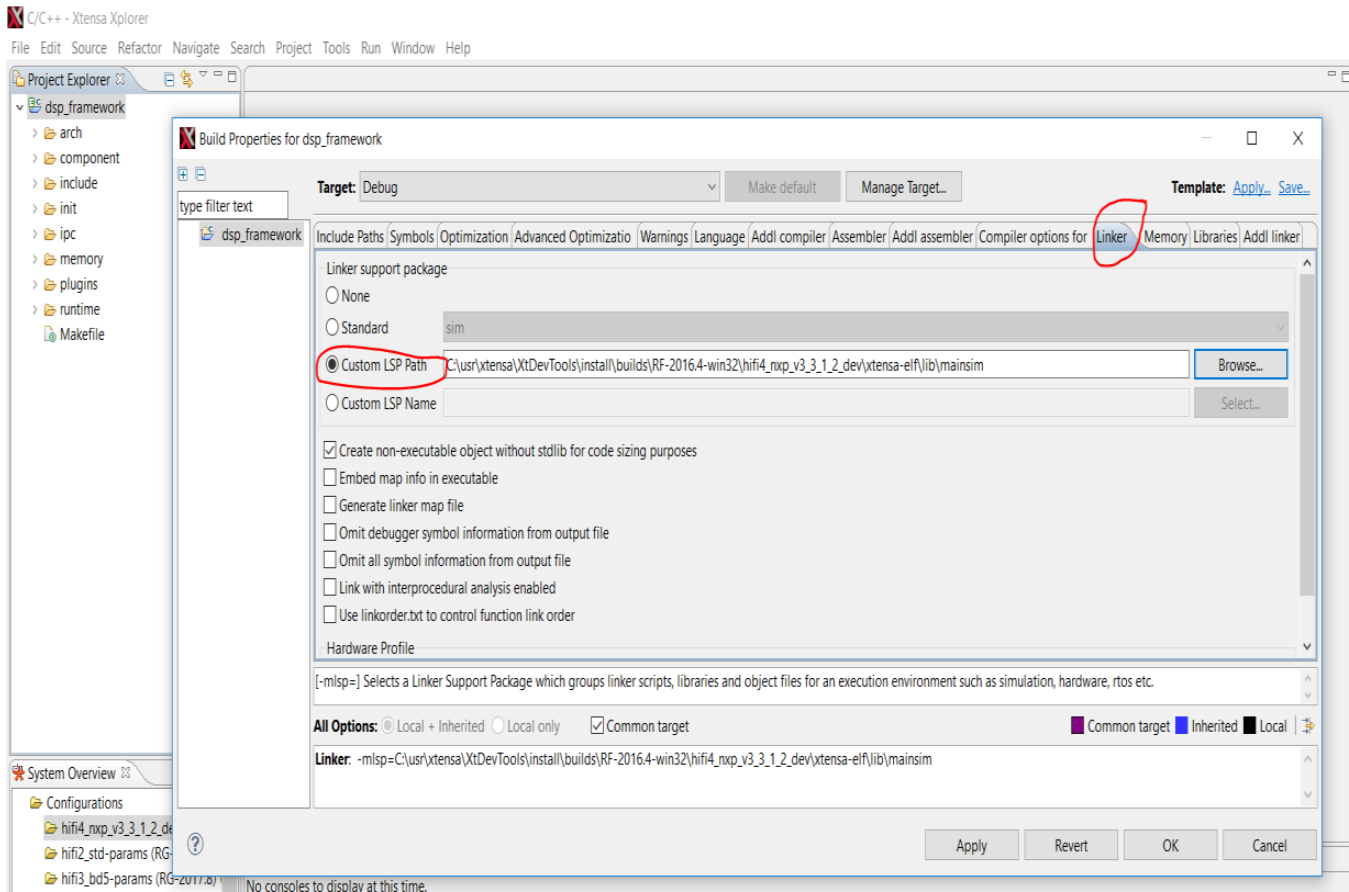 C/C++ - Xtensa Xplorer
File Edit Source Refactor Navigate Search Project Tools Run Window Help
Project Explorer
dsp_framework
arch
component
include
init
ipc
memory
plugins
runtime
Makefile
Build Properties for dsp_framework
type filter text
dsp_framework
Target: Debug Make default Manage Target... Template: Apply... Save...
Include Paths Symbols Optimization Advanced Optimizatio Warnings Language Addl compiler Assembler Addl assembler Compiler options for Linker Memory Libraries Addl linker
Linker support package
None
Standard sim
Custom LSP Path C:\usr\xtensa\XtDevTools\install\builds\RF-2016.4-win32\hifi4_nxp_v3_3_1_2_dev\xtensa-elf\lib\mainsim Browse...
Custom LSP Name Select...
Create non-executable object without stdlib for code sizing purposes
Embed map info in executable
Generate linker map file
Omit debugger symbol information from output file
Omit all symbol information from output file
Link with interprocedural analysis enabled
Use linkorder.txt to control function link order
Hardware Profile
[-mlsp=] Selects a Linker Support Package which groups linker scripts, libraries and object files for an execution environment such as simulation, hardware, rtos etc.
All Options: Local + Inherited Local only Common target Common target Inherited Local
Linker: -mlsp=C:\usr\xtensa\XtDevTools\install\builds\RF-2016.4-win32\hifi4_nxp_v3_3_1_2_dev\xtensa-elf\lib\mainsim
Apply Revert OK Cancel
System Overview
Configurations
hifi4_nxp_v3_3_1_2_de
hifi2_std-params (RG-
hifi3_bd5-params (RG-2017.8)
No consoles to display at this time.